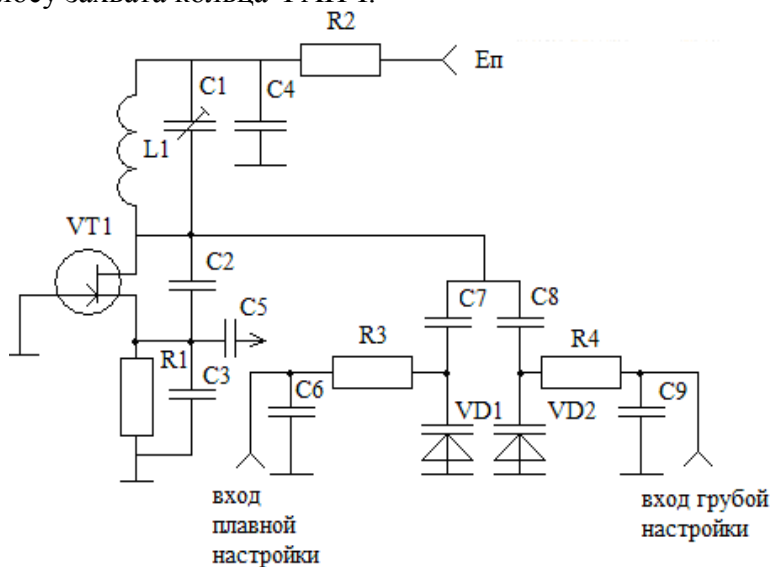 R2
Еп
C1
C4
L1
VT1
C2
C5
C7
C8
R3
R4
R1
C3
C6
VD1
VD2
C9
вход
плавной
настройки
вход грубой
настройки